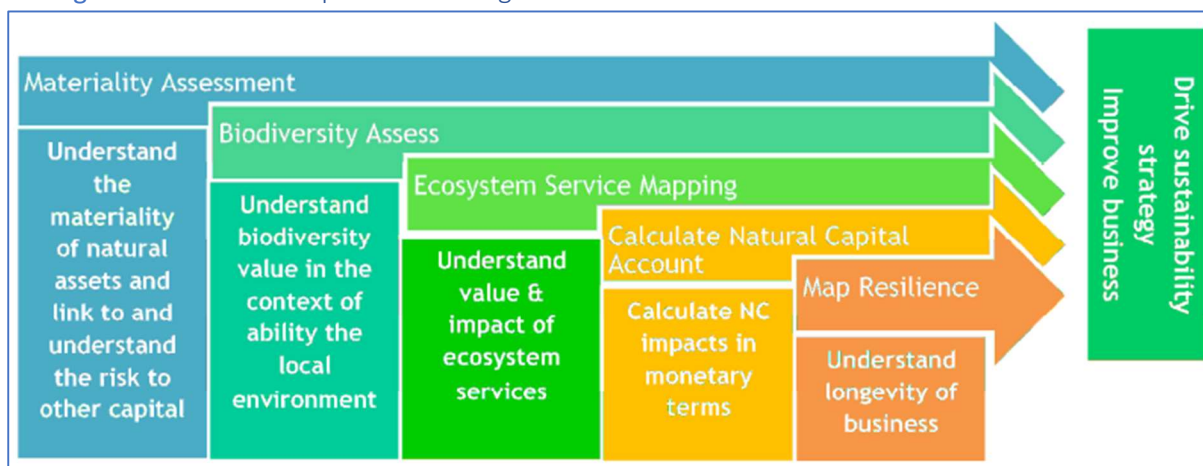 Materiality Assessment
Understand
the
materiality
of natural
assets and
link to and
understand
the risk to
other capital
Biodiversity Assess
Understand
biodiversity
value in the
context of
ability the
local
environment
Ecosystem Service Mapping
Understand
value &
impact of
ecosystem
services
Calculate Natural Capital
Account
Calculate NC
impacts in
monetary
terms
Map Resilience
Understand
longevity of
business
Drive sustainability
strategy
Improve business